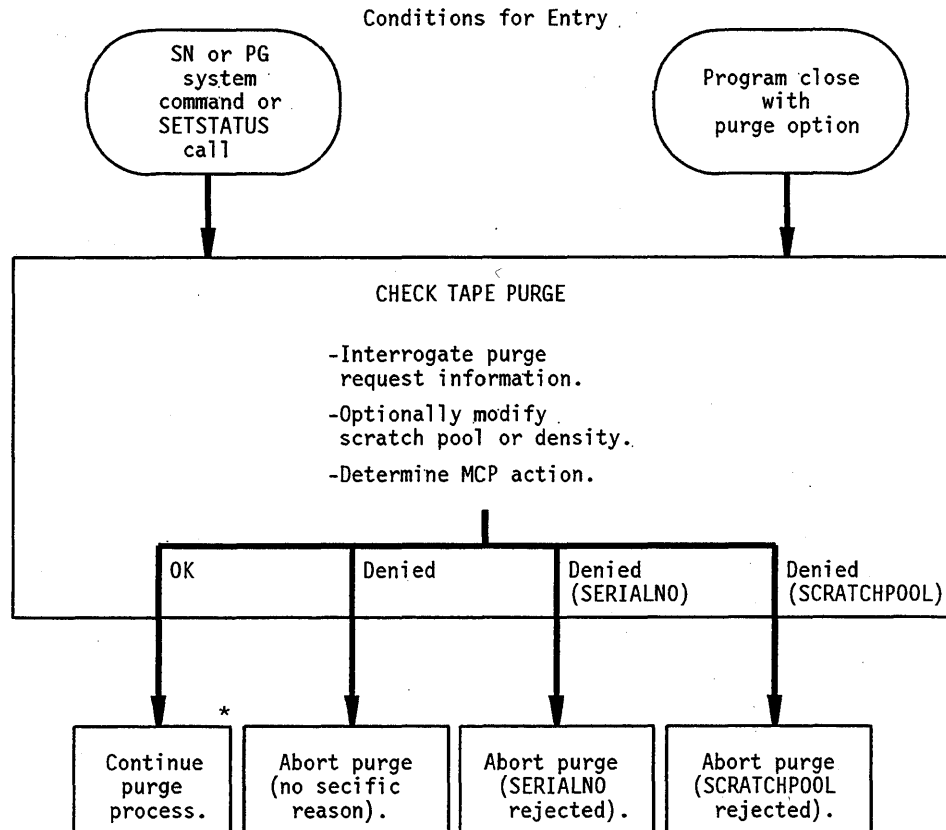 Conditions for Entry
SN or PG
system
command or
SETSTATUS
call
Program close
with
purge option
CHECK TAPE PURGE
-Interrogate purge
request information.
-Optionally modify
scratch pool or density.
-Determine MCP action.
OK
Denied
Denied
(SERIALNO)
Denied
(SCRATCHPOOL)
*
Continue
purge
process.
Abort purge
(no secific
reason).
Abort purge
(SERIALNO
rejected).
Abort purge
(SCRATCHPOOL
rejected).